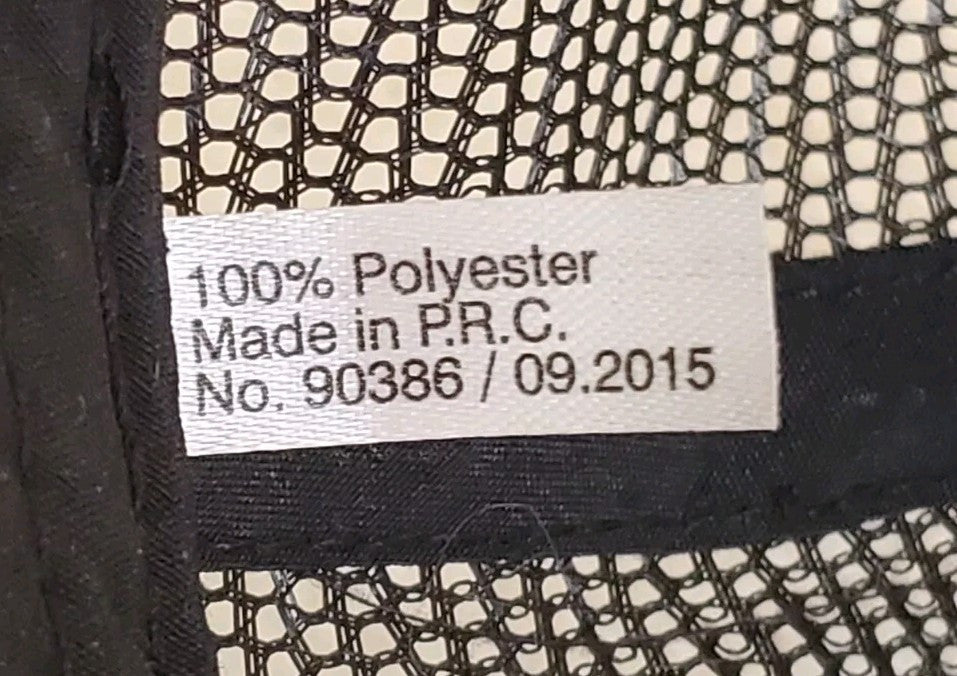 100% Polyester
Made in P.R.C.
No. 90386 / 09.2015